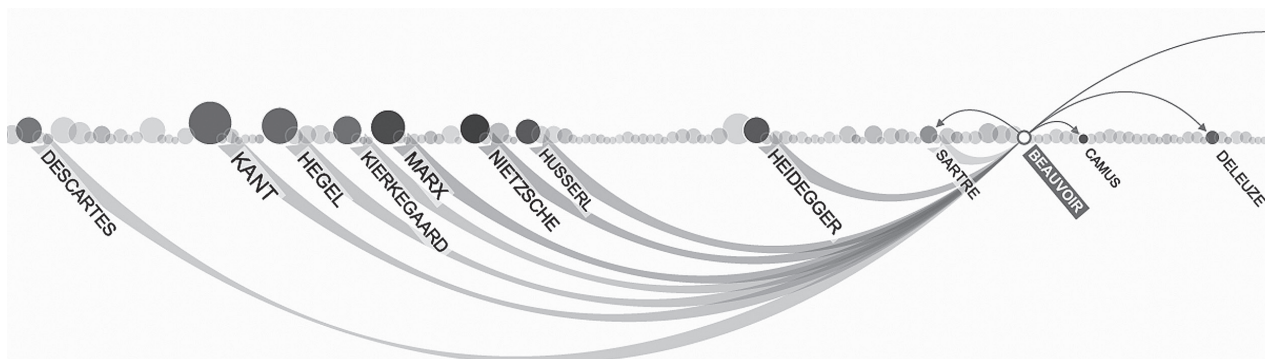 DESCARTES
KANT
HEGEL
KIERKEGAARD
MARX
NIETZSCHE
HUSSERL
HEIDEGGER
SARTRE
BEAUVOIR
CAMUS
DELEUZE